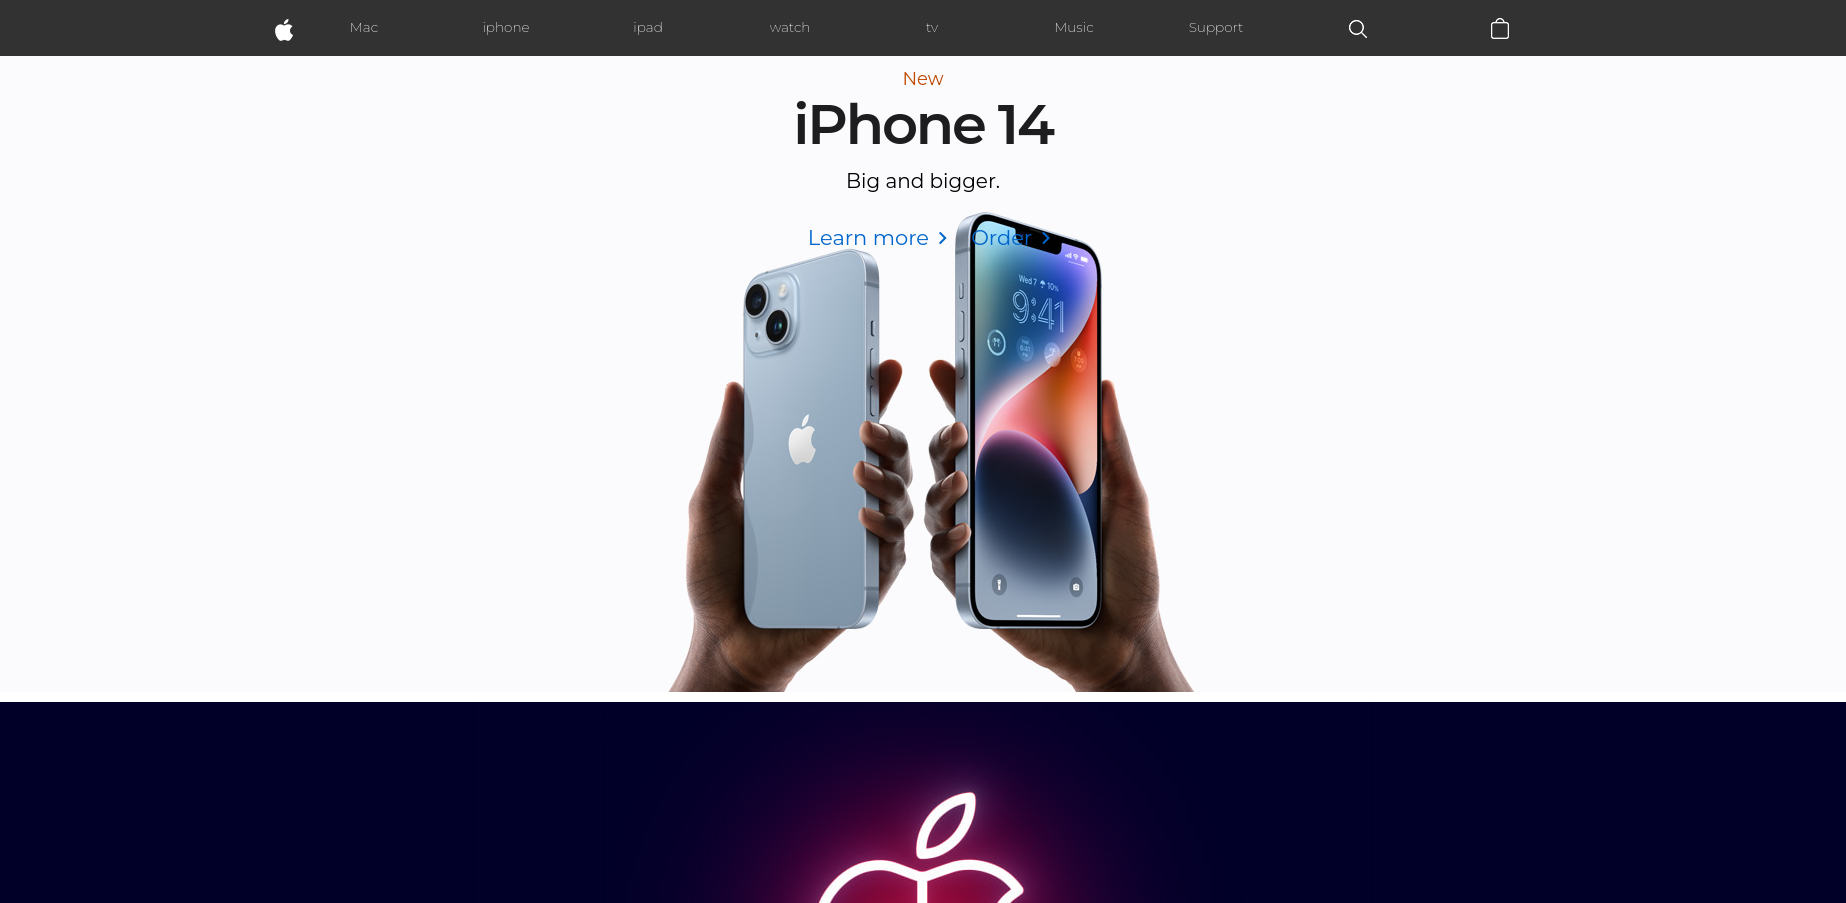 Mac iphone ipad watch tv Music Support
New
iPhone 14
Big and bigger.
Learn more Order
Wed 7 10%
9:41